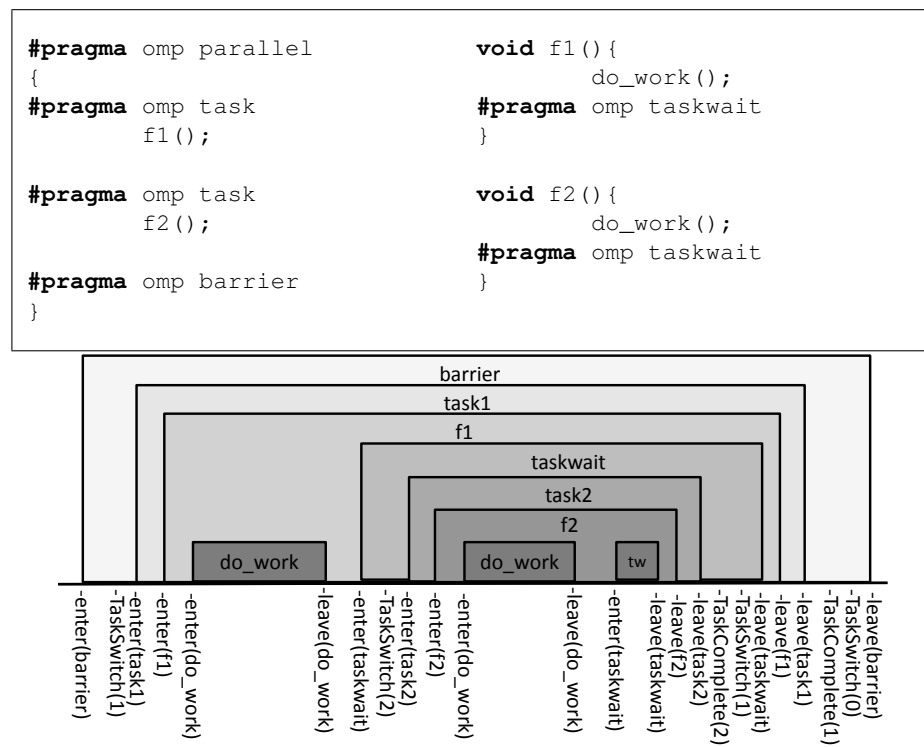 #pragma omp parallel
{
#pragma omp task
f1();
#pragma omp task
f2();
#pragma omp barrier
}
void f1(){
do_work();
#pragma omp taskwait
}
void f2(){
do_work();
#pragma omp taskwait
}
barrier
task1
f1
taskwait
task2
f2
do_work
do_work
tw
-enter(barrier)
-TaskSwitch(1)
-enter(task1)
-enter(f1)
-enter(do_work)
-leave(do_work)
-enter(taskwait)
-TaskSwitch(2)
-enter(task2)
-enter(f2)
-enter(do_work)
-leave(do_work)
-enter(taskwait)
-leave(taskwait)
-leave(f2)
-leave(task2)
-TaskComplete(2)
-TaskSwitch(1)
-leave(taskwait)
-leave(f1)
-leave(task1)
-TaskComplete(1)
-TaskSwitch(0)
-leave(barrier)